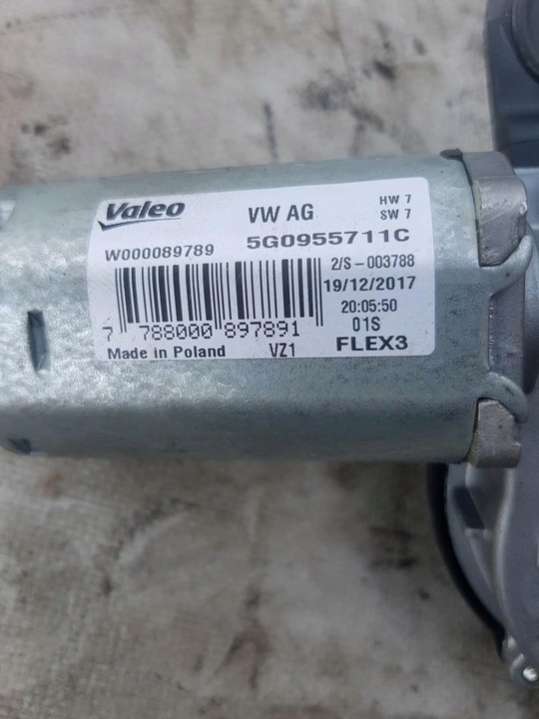 Valeo VW AG HW 7
SW 7
W000089789 5G0955711C
2/S-003788
19/12/2017
20:05:50
01S
7 788000 897891
Made in Poland VZ1 FLEX3